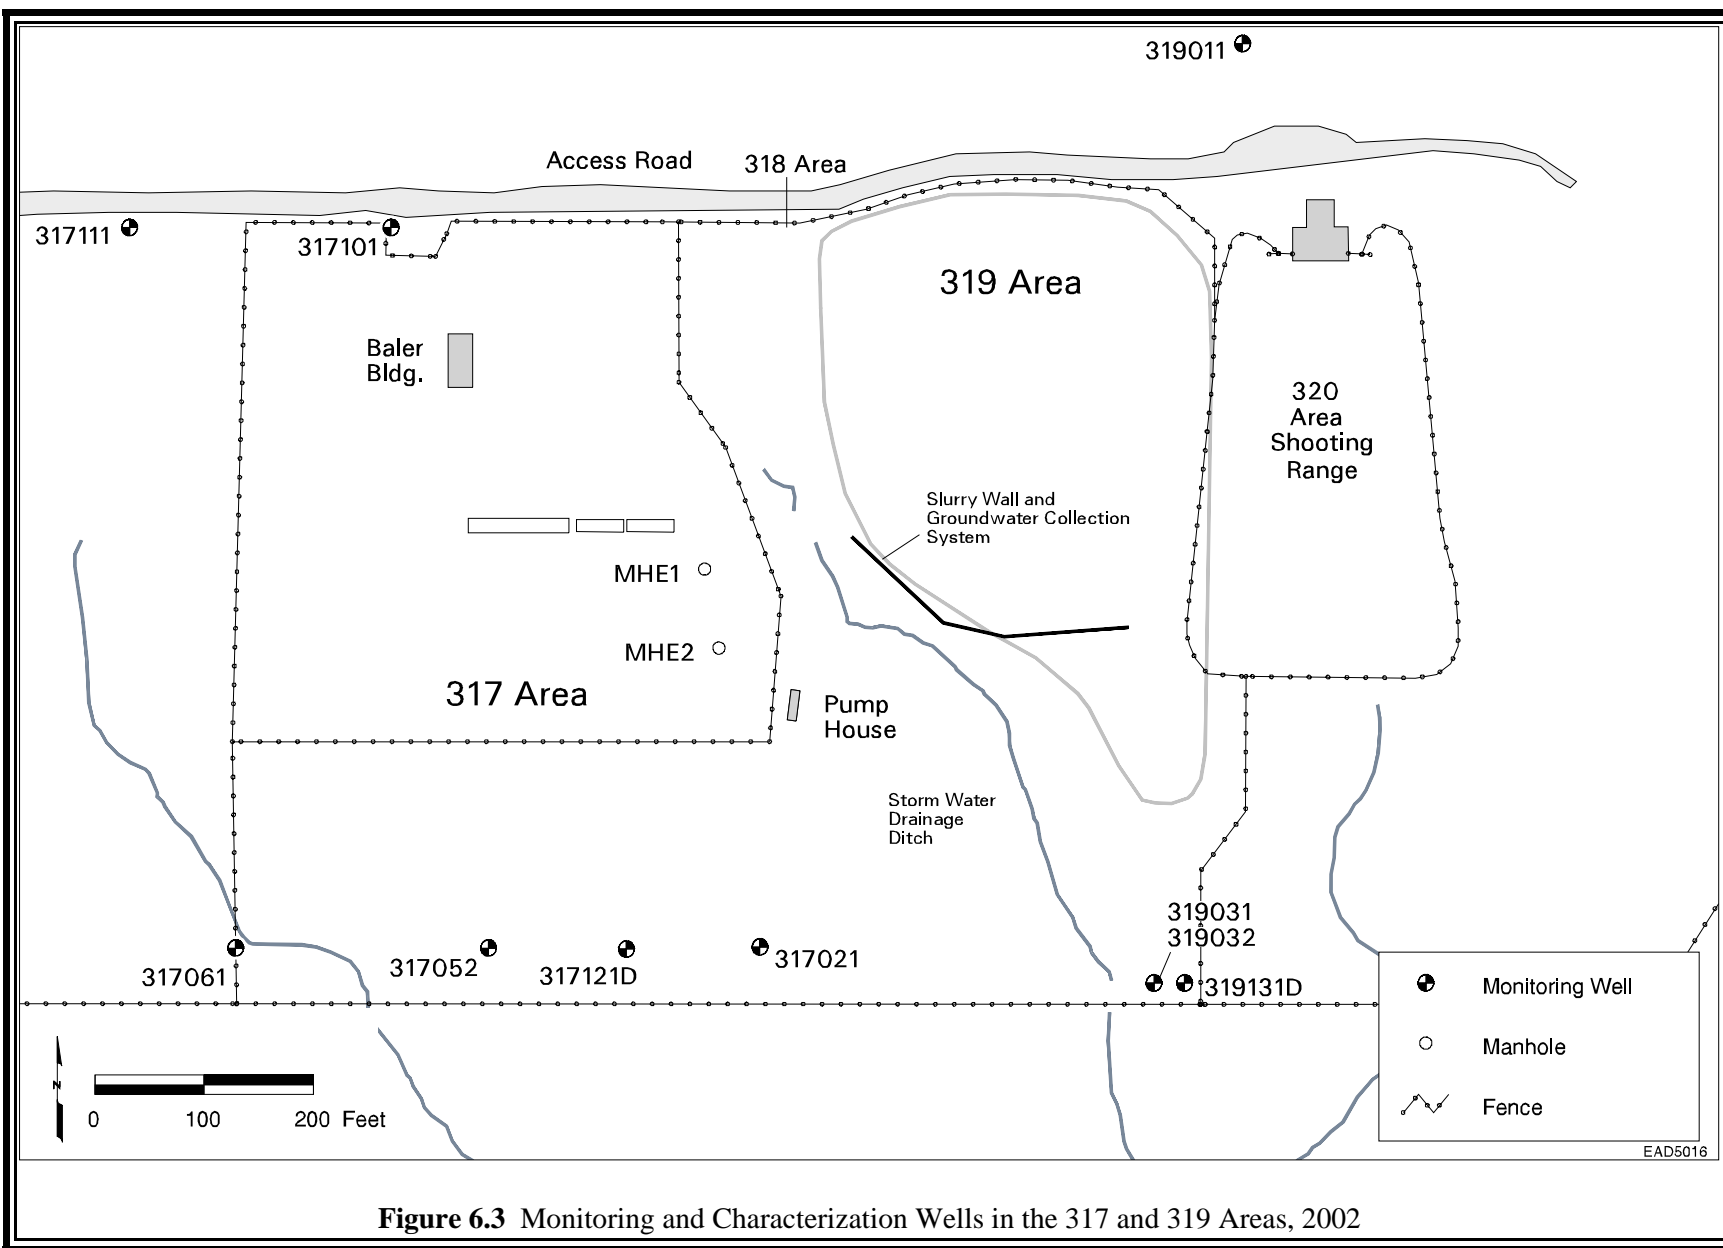 319011
Access Road
318 Area
317111
317101
319 Area
Baler
Bldg.
320
Area
Shooting
Range
Slurry Wall and
Groundwater Collection
System
MHE1
MHE2
317 Area
Pump
House
Storm Water
Drainage
Ditch
319031
319032
317061
317052
317121D
317021
319131D
Monitoring Well
Manhole
Fence
N
0 100 200 Feet
EAD5016
Figure 6.3 Monitoring and Characterization Wells in the 317 and 319 Areas, 2002